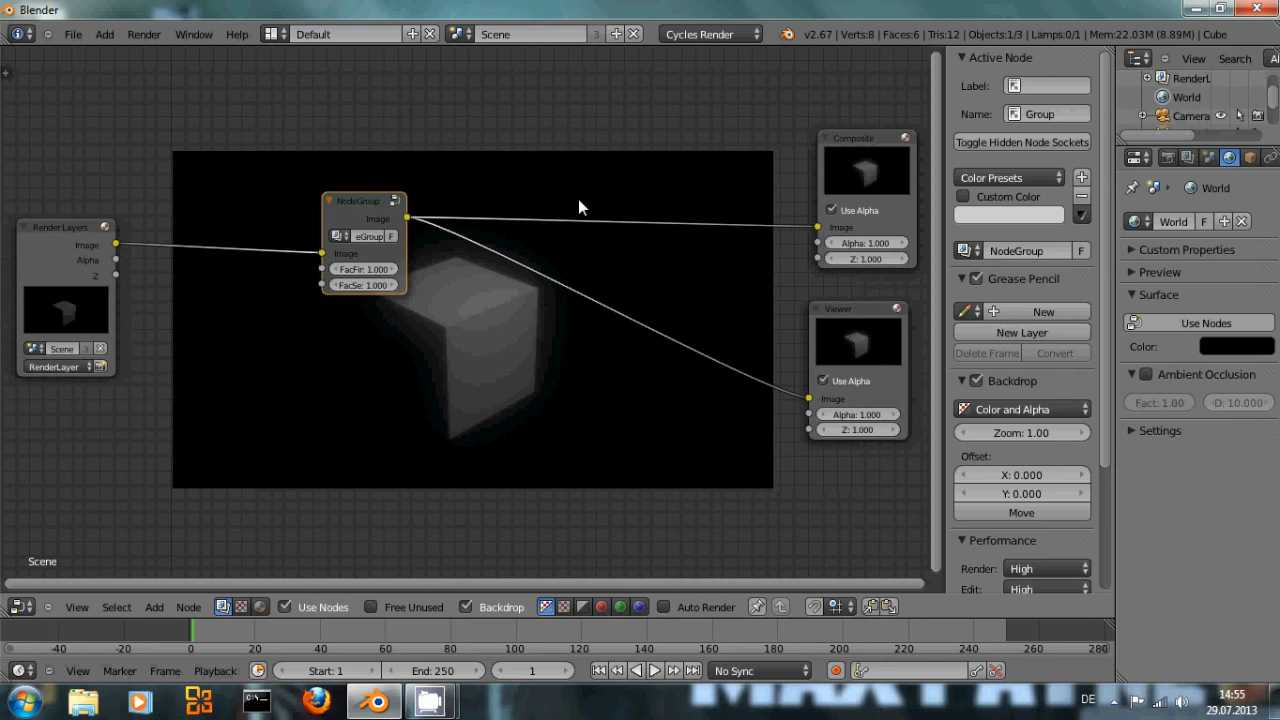 Blender
File Add Render Window Help Default Scene 3 Cycles Render v2.67 | Verts:8 | Faces:6 | Tris:12 | Objects:1/3 | Lamps:0/1 | Mem:22.03M (8.89M) | Cube
Active Node
Label:
Name: Group
Toggle Hidden Node Sockets
Color Presets
Custom Color
NodeGroup F
Grease Pencil
New
New Layer
Delete Frame Convert
Backdrop
Color and Alpha
Zoom: 1.00
Offset:
X: 0.000
Y: 0.000
Move
Performance
Render: High
Edit: High
View Search Al
RenderL
World
Camera
World
World F
Custom Properties
Preview
Surface
Use Nodes
Color:
Ambient Occlusion
Fact: 1.00 D: 10.000
Settings
Render Layers
Image
Alpha
Z
Scene 3
RenderLayer
NodeGroup
Image
eGroup F
Image
FacFir: 1.000
FacSe: 1.000
Composite
Use Alpha
Image
Alpha: 1.000
Z: 1.000
Viewer
Use Alpha
Image
Alpha: 1.000
Z: 1.000
Scene
View Select Add Node Use Nodes Free Unused Backdrop Auto Render
-40 -20 0 20 40 60 80 100 120 140 160 180 200 220 240 260 280
View Marker Frame Playback Start: 1 End: 250 1 No Sync
DE 14:55
29.07.2013